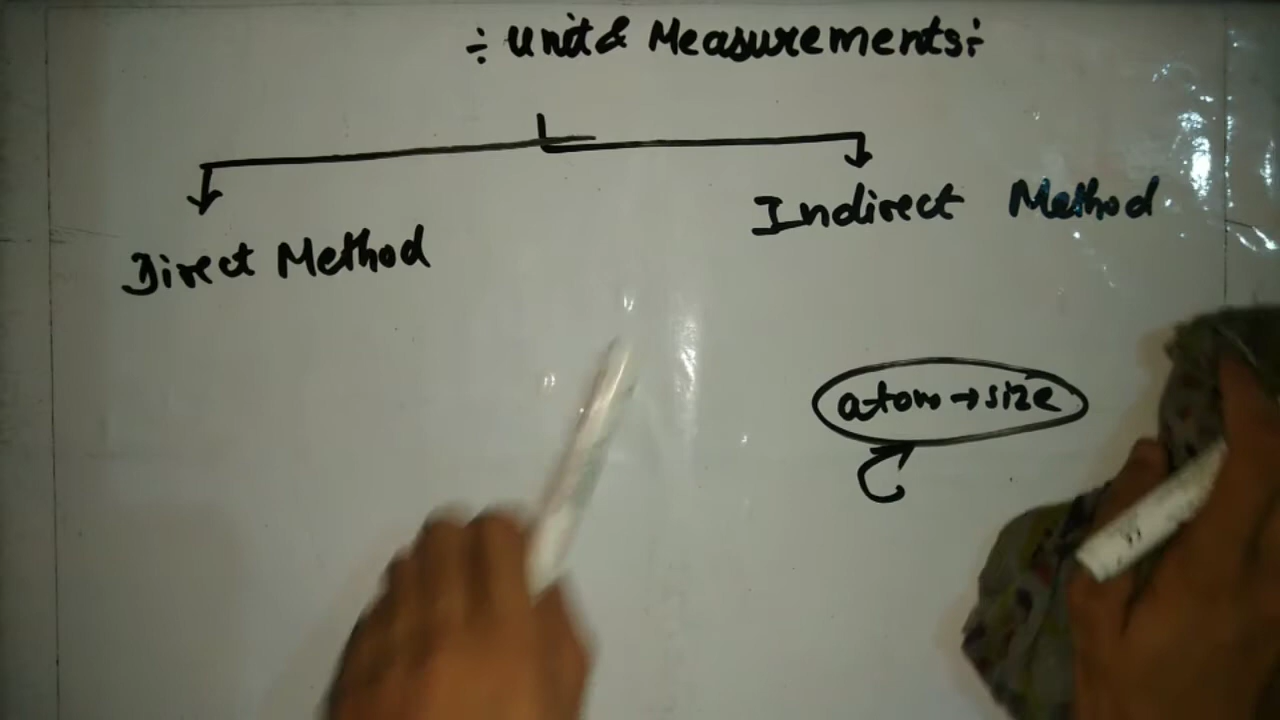 ÷ Unit & Measurements ÷
Direct Method
Indirect Method
atom → size